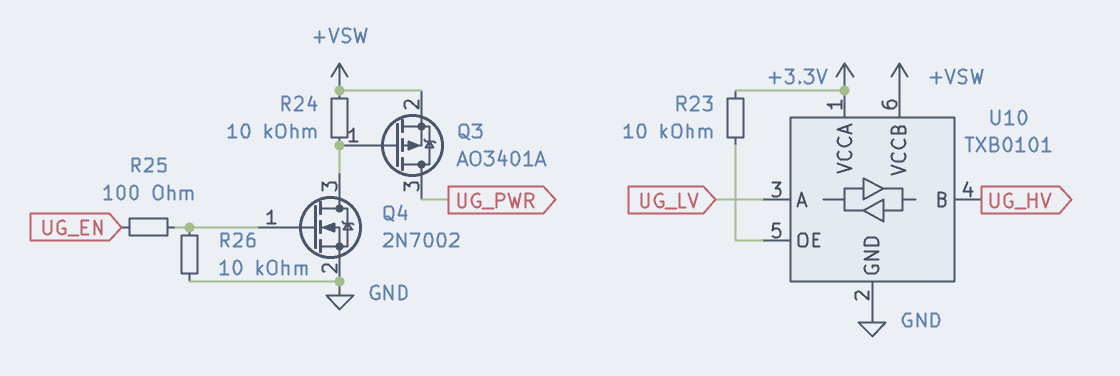 +VSW
R24
10 kOhm
1
2
Q3
AO3401A
3
UG_PWR
R25
100 Ohm
UG_EN
1
3
Q4
2N7002
R26
10 kOhm
2
GND
+3.3V
+VSW
R23
10 kOhm
1
6
U10
TXB0101
VCCA
VCCB
UG_LV
3
A
B
4
UG_HV
5
OE
GND
2
GND